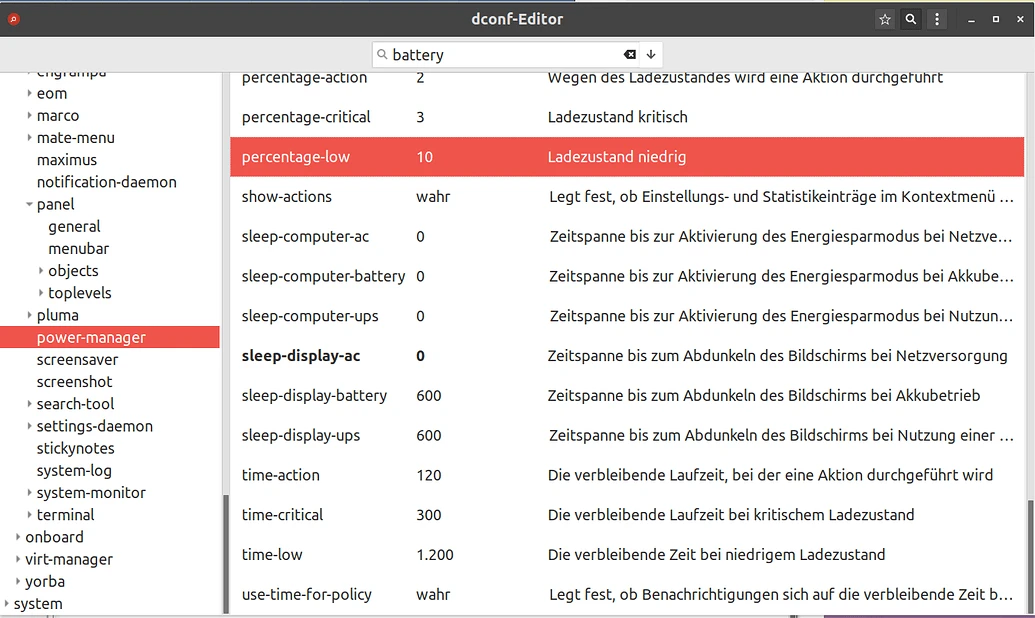 dconf-Editor
battery
engrampa
eom
marco
mate-menu
maximus
notification-daemon
panel
general
menubar
objects
toplevels
pluma
power-manager
screensaver
screenshot
search-tool
settings-daemon
stickynotes
system-log
system-monitor
terminal
onboard
virt-manager
yorba
system
percentage-action 2 Wegen des Ladezustandes wird eine Aktion durchgeführt
percentage-critical 3 Ladezustand kritisch
percentage-low 10 Ladezustand niedrig
show-actions wahr Legt fest, ob Einstellungs- und Statistikeinträge im Kontextmenü …
sleep-computer-ac 0 Zeitspanne bis zur Aktivierung des Energiesparmodus bei Netzve…
sleep-computer-battery 0 Zeitspanne bis zur Aktivierung des Energiesparmodus bei Akkube…
sleep-computer-ups 0 Zeitspanne bis zur Aktivierung des Energiesparmodus bei Nutzun…
sleep-display-ac 0 Zeitspanne bis zum Abdunkeln des Bildschirms bei Netzversorgung
sleep-display-battery 600 Zeitspanne bis zum Abdunkeln des Bildschirms bei Akkubetrieb
sleep-display-ups 600 Zeitspanne bis zum Abdunkeln des Bildschirms bei Nutzung einer …
time-action 120 Die verbleibende Laufzeit, bei der eine Aktion durchgeführt wird
time-critical 300 Die verbleibende Laufzeit bei kritischem Ladezustand
time-low 1.200 Die verbleibende Zeit bei niedrigem Ladezustand
use-time-for-policy wahr Legt fest, ob Benachrichtigungen sich auf die verbleibende Zeit b…